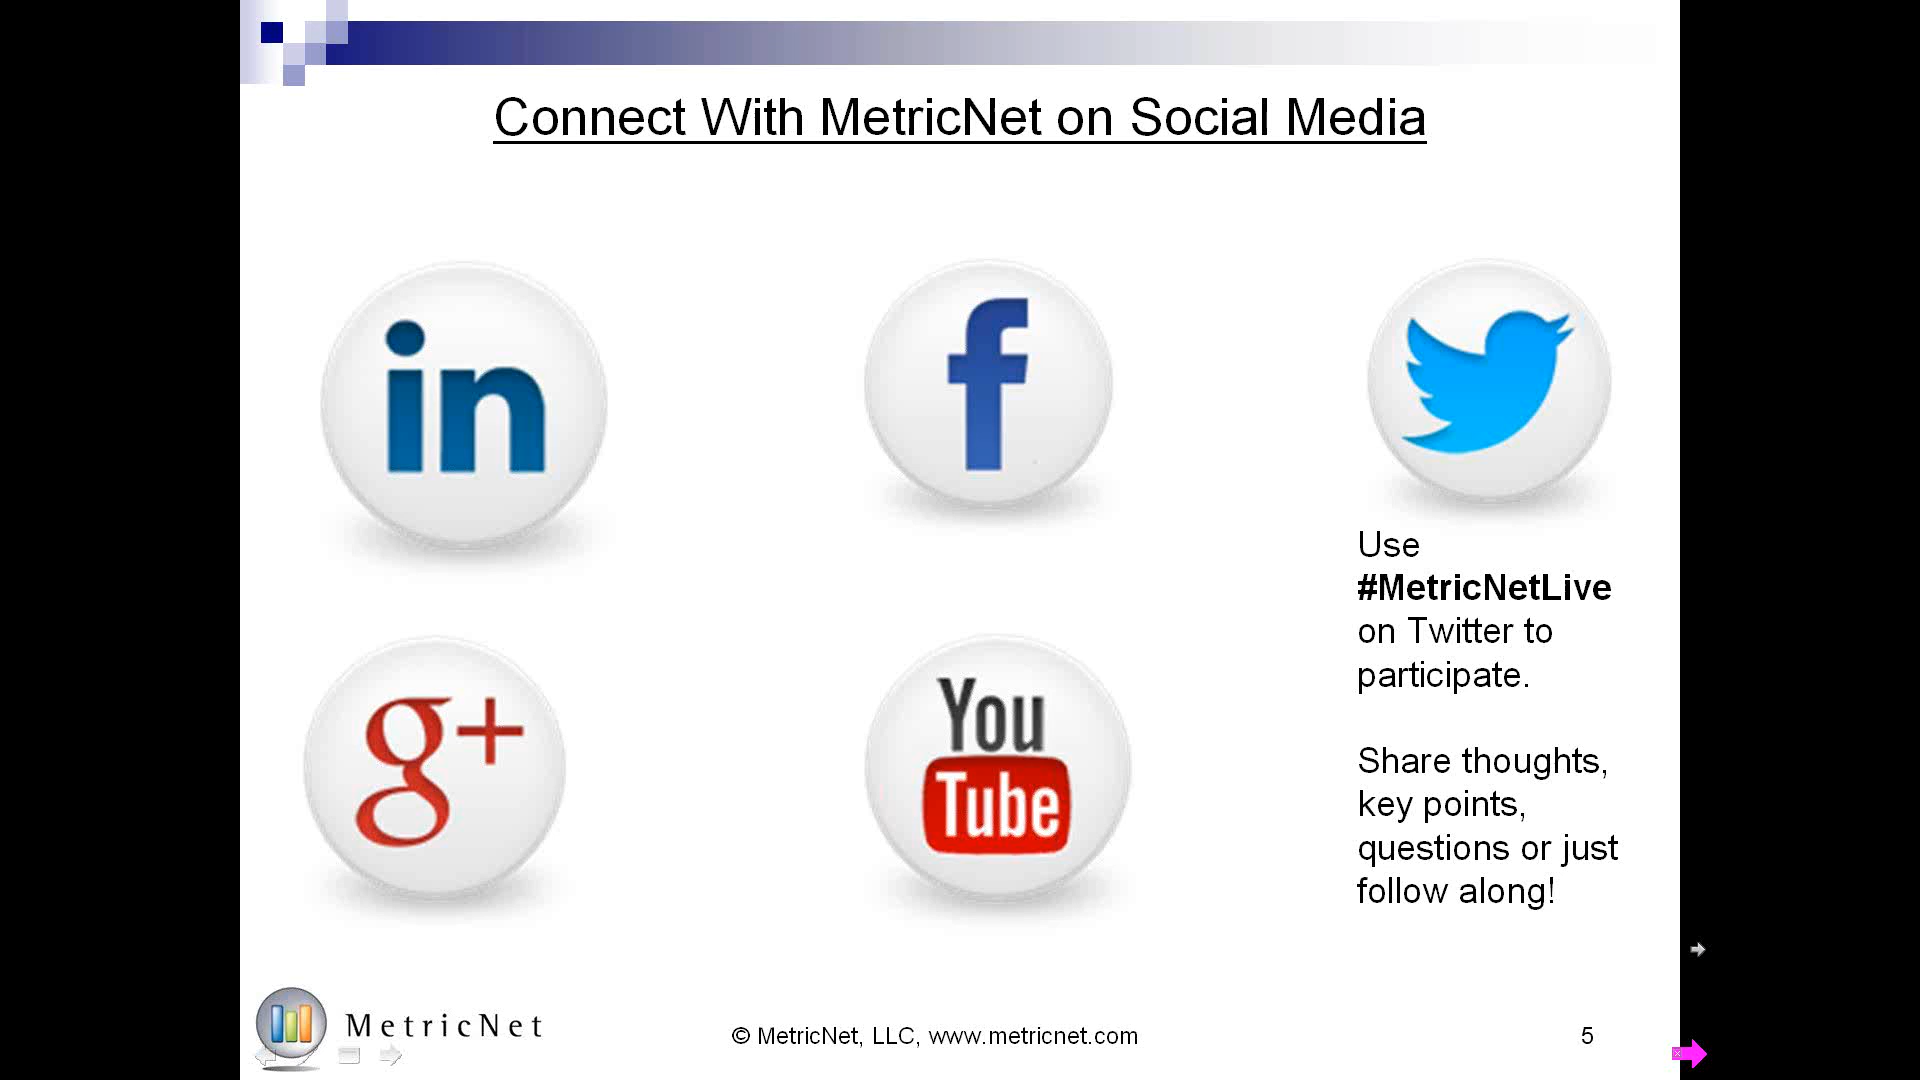 Connect With MetricNet on Social Media
in
f
g+
You
Tube
Use
#MetricNetLive
on Twitter to
participate.
Share thoughts,
key points,
questions or just
follow along!
MetricNet
© MetricNet, LLC, www.metricnet.com
5